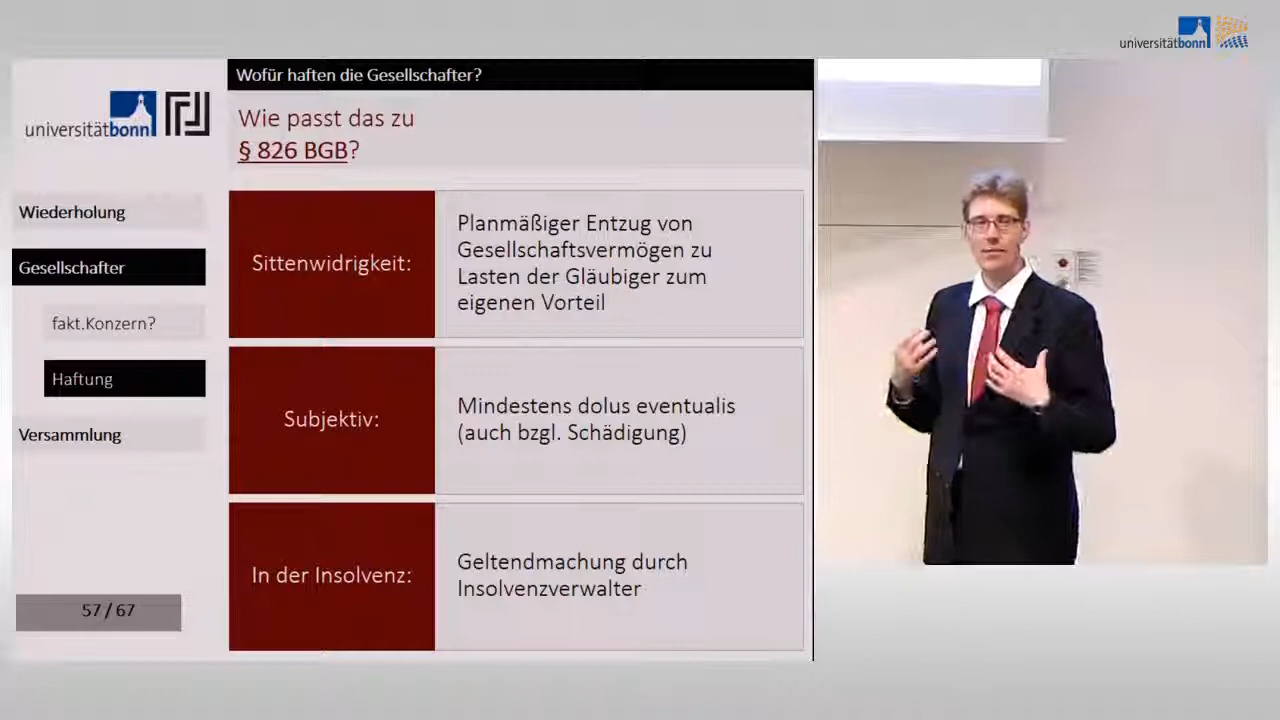 universitätbonn
universitätbonn
Wofür haften die Gesellschafter?
Wie passt das zu
§ 826 BGB?
Wiederholung
Gesellschafter
fakt.Konzern?
Haftung
Versammlung
57 / 67
Sittenwidrigkeit:
Planmäßiger Entzug von
Gesellschaftsvermögen zu
Lasten der Gläubiger zum
eigenen Vorteil
Subjektiv:
Mindestens dolus eventualis
(auch bzgl. Schädigung)
In der Insolvenz:
Geltendmachung durch
Insolvenzverwalter